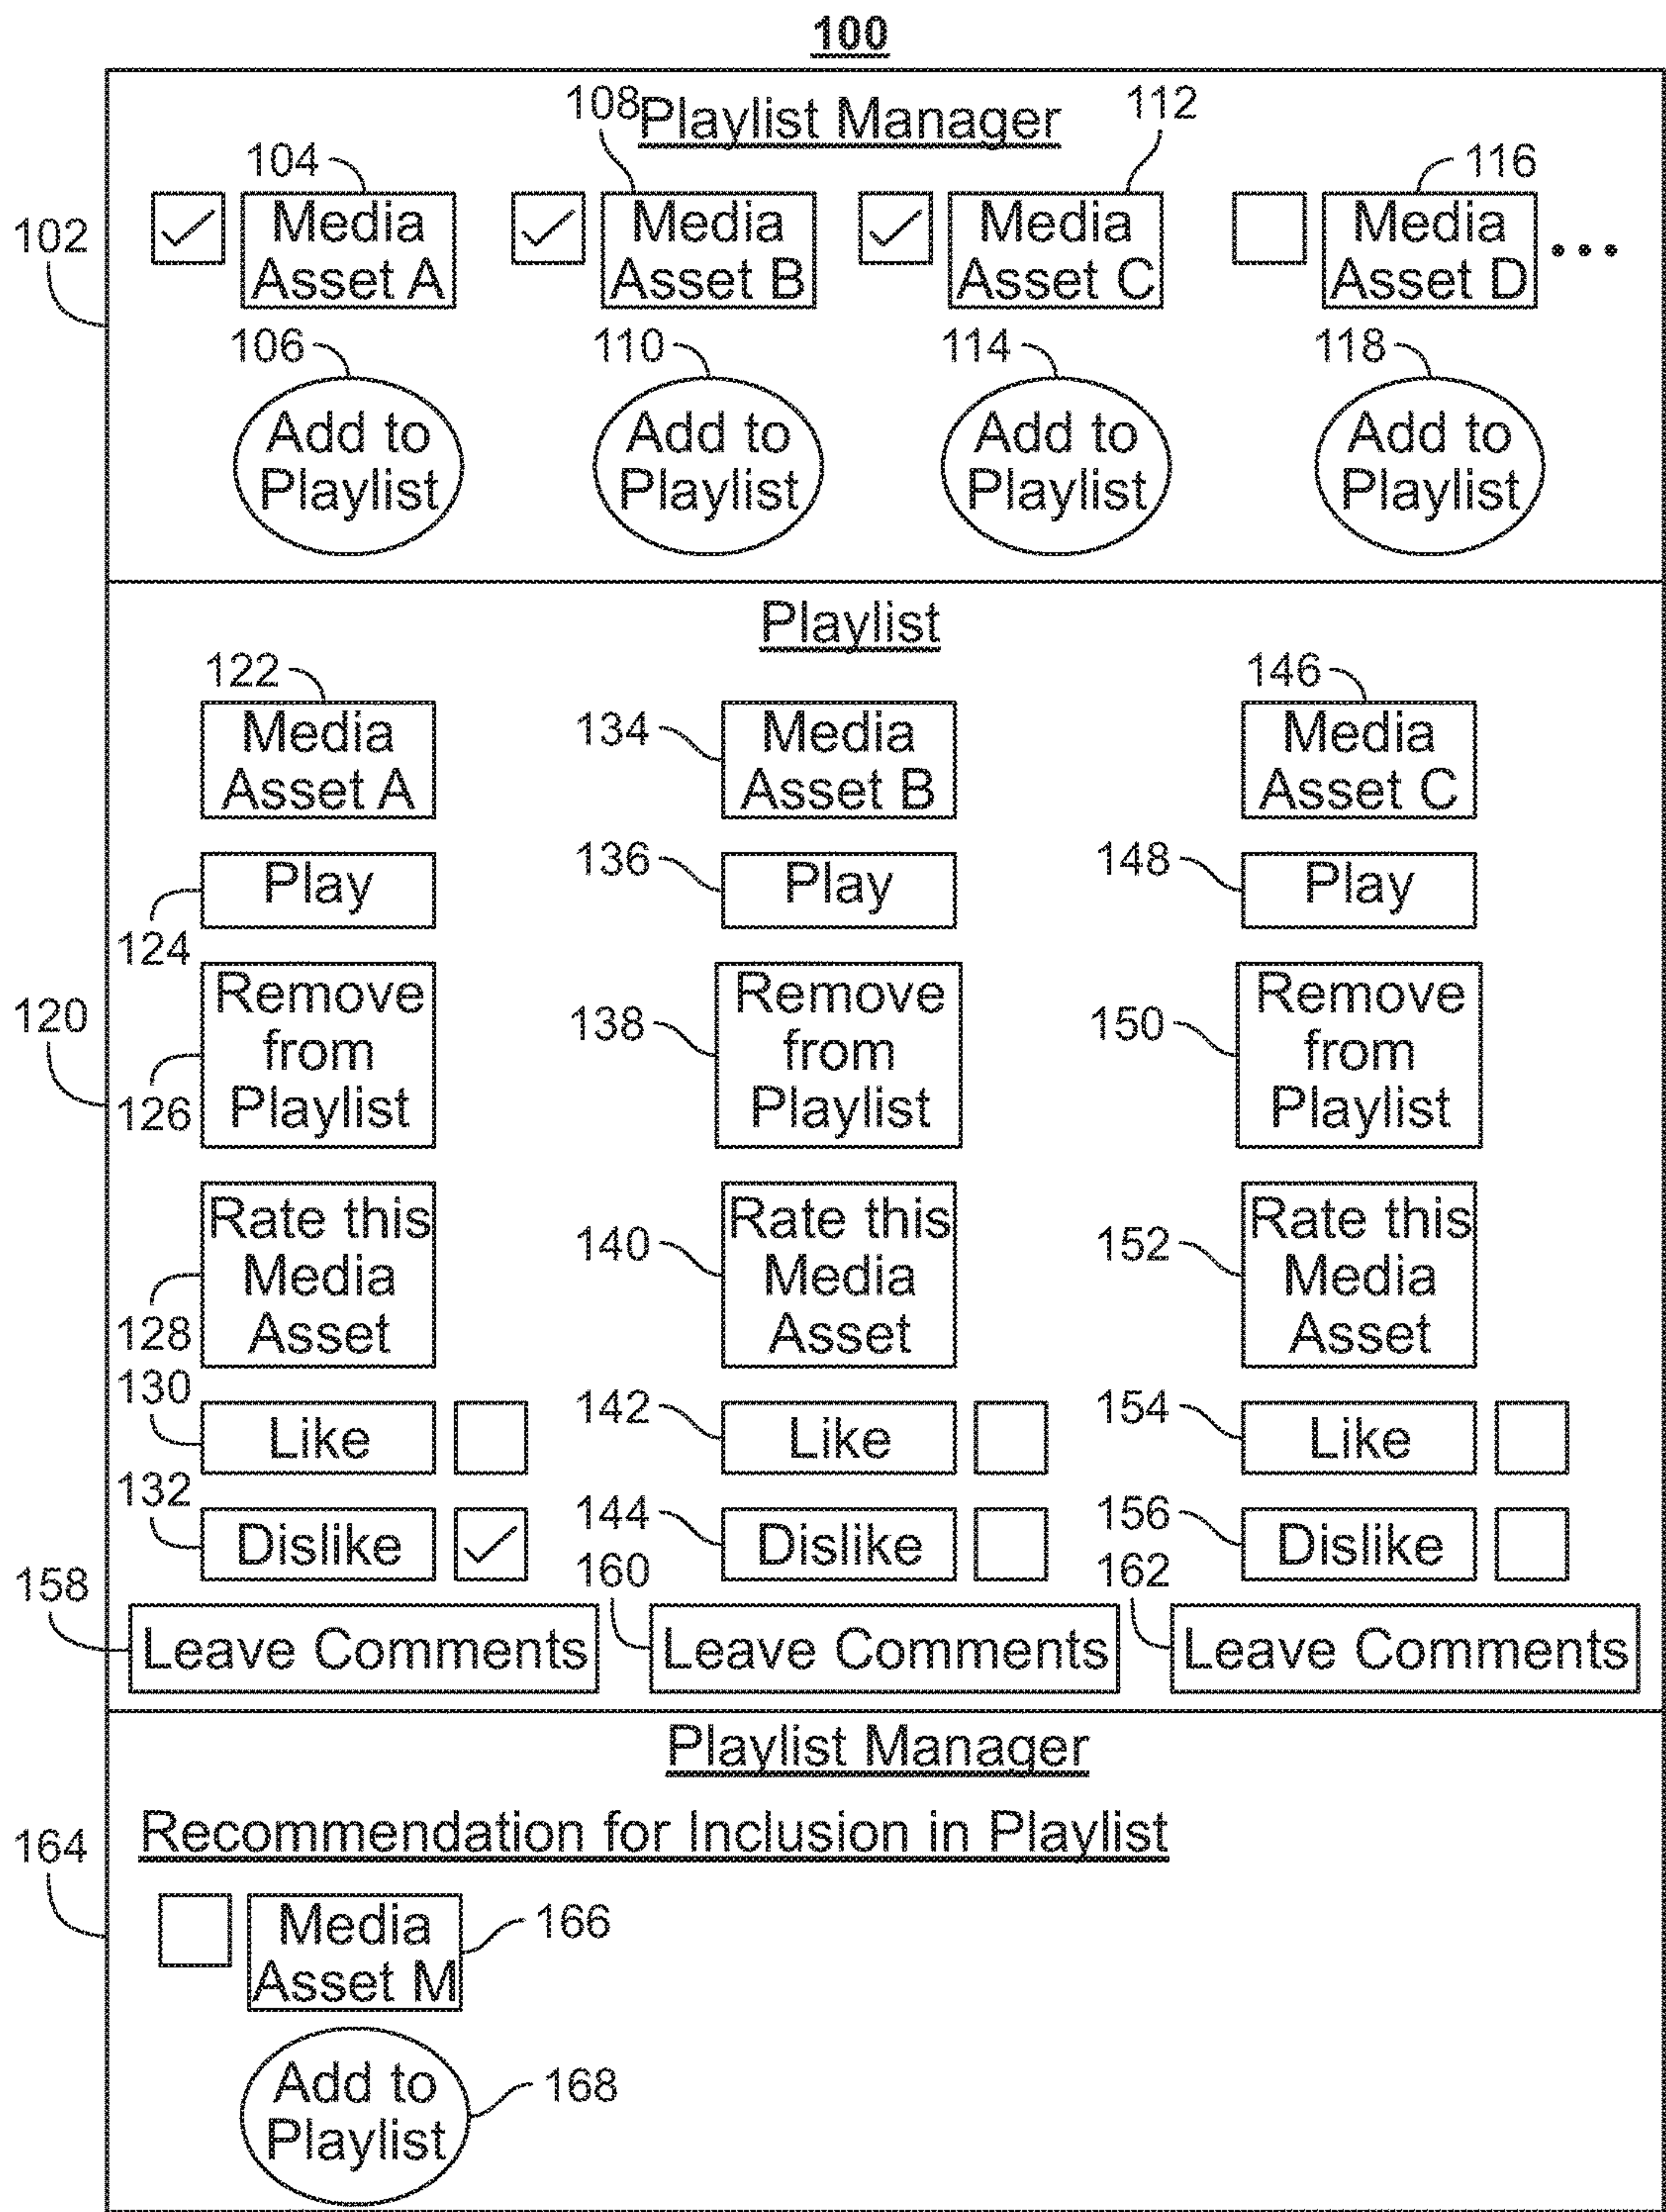 100
108 Playlist Manager 112
104 116
Media Media Media Media
102
Asset A Asset B Asset C Asset D ...
106 110 114 118
Add to Add to Add to Add to
Playlist Playlist Playlist Playlist
Playlist
122 146
Media 134 Media Media
Asset A Asset B Asset C
Play 136 Play 148 Play
124
Remove Remove Remove
120 from 138 from 150 from
126 Playlist Playlist Playlist
Rate this Rate this Rate this
Media 140 Media 152 Media
128 Asset Asset Asset
130 Like 142 Like 154 Like
132 Dislike 144 Dislike 156 Dislike
158 160 162
Leave Comments Leave Comments Leave Comments
Playlist Manager
164 Recommendation for Inclusion in Playlist
Media 166
Asset M
Add to 168
Playlist